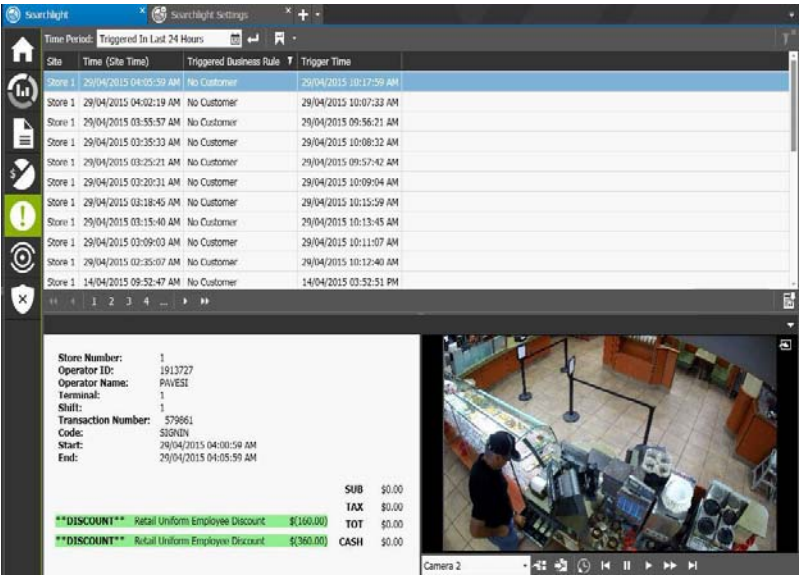 Searchlight
Searchlight Settings
Time Period: Triggered In Last 24 Hours
Site Time (Site Time) Triggered Business Rule Trigger Time
Store 1 29/04/2015 04:05:59 AM No Customer 29/04/2015 10:17:59 AM
Store 1 29/04/2015 04:02:19 AM No Customer 29/04/2015 10:07:33 AM
Store 1 29/04/2015 03:55:57 AM No Customer 29/04/2015 09:56:21 AM
Store 1 29/04/2015 03:35:33 AM No Customer 29/04/2015 10:08:32 AM
Store 1 29/04/2015 03:25:21 AM No Customer 29/04/2015 09:57:42 AM
Store 1 29/04/2015 03:20:31 AM No Customer 29/04/2015 10:09:04 AM
Store 1 29/04/2015 03:18:45 AM No Customer 29/04/2015 10:15:59 AM
Store 1 29/04/2015 03:15:40 AM No Customer 29/04/2015 10:13:45 AM
Store 1 29/04/2015 03:09:03 AM No Customer 29/04/2015 10:11:07 AM
Store 1 29/04/2015 02:35:07 AM No Customer 29/04/2015 10:12:40 AM
Store 1 14/04/2015 09:52:47 AM No Customer 14/04/2015 03:52:51 PM
1 2 3 4 ...
Store Number: 1
Operator ID: 1913727
Operator Name: PAVESI
Terminal: 1
Shift: 1
Transaction Number: 579861
Code: SIGNIN
Start: 29/04/2015 04:00:59 AM
End: 29/04/2015 04:05:59 AM
SUB $0.00
TAX $0.00
**DISCOUNT** Retail Uniform Employee Discount $(160.00) TOT $0.00
**DISCOUNT** Retail Uniform Employee Discount $(360.00) CASH $0.00
Camera 2